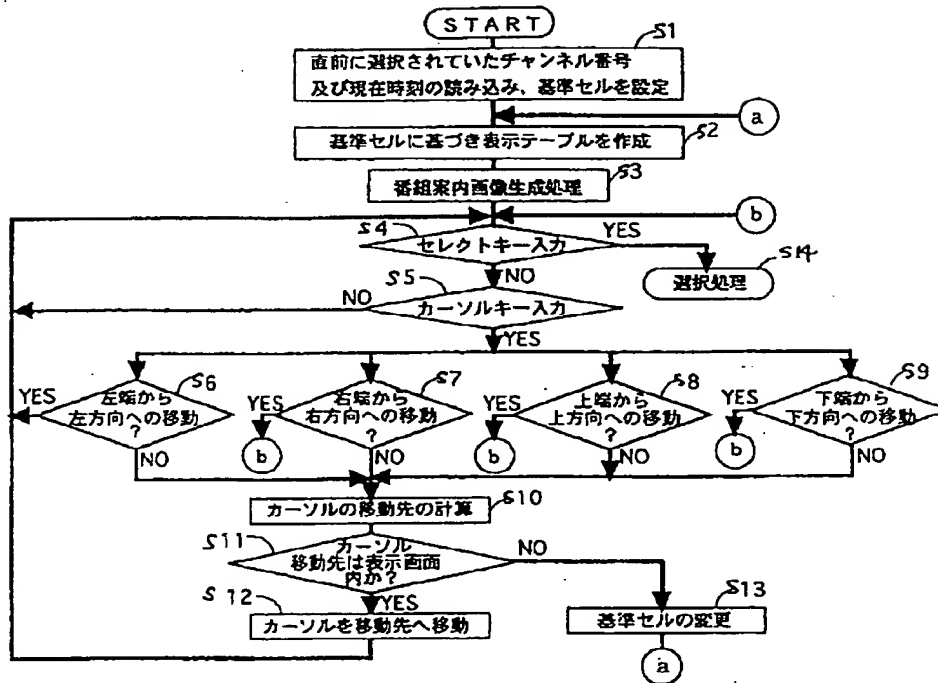 START
S1
直前に選択されていたチャンネル番号
及び現在時刻の読み込み、基準セルを設定
a
S2
基準セルに基づき表示テーブルを作成
S3
番組案内画像生成処理
b
S4
セレクトキー入力
YES
S14
選択処理
NO
S5
カーソルキー入力
NO
YES
S6
左端から
左方向への移動
?
YES
NO
S7
右端から
右方向への移動
?
YES
b
NO
S8
上端から
上方向への移動
?
YES
b
NO
S9
下端から
下方向への移動
?
YES
b
NO
S10
カーソルの移動先の計算
S11
カーソル
移動先は表示画面
内か?
NO
YES
S12
カーソルを移動先へ移動
S13
基準セルの変更
a